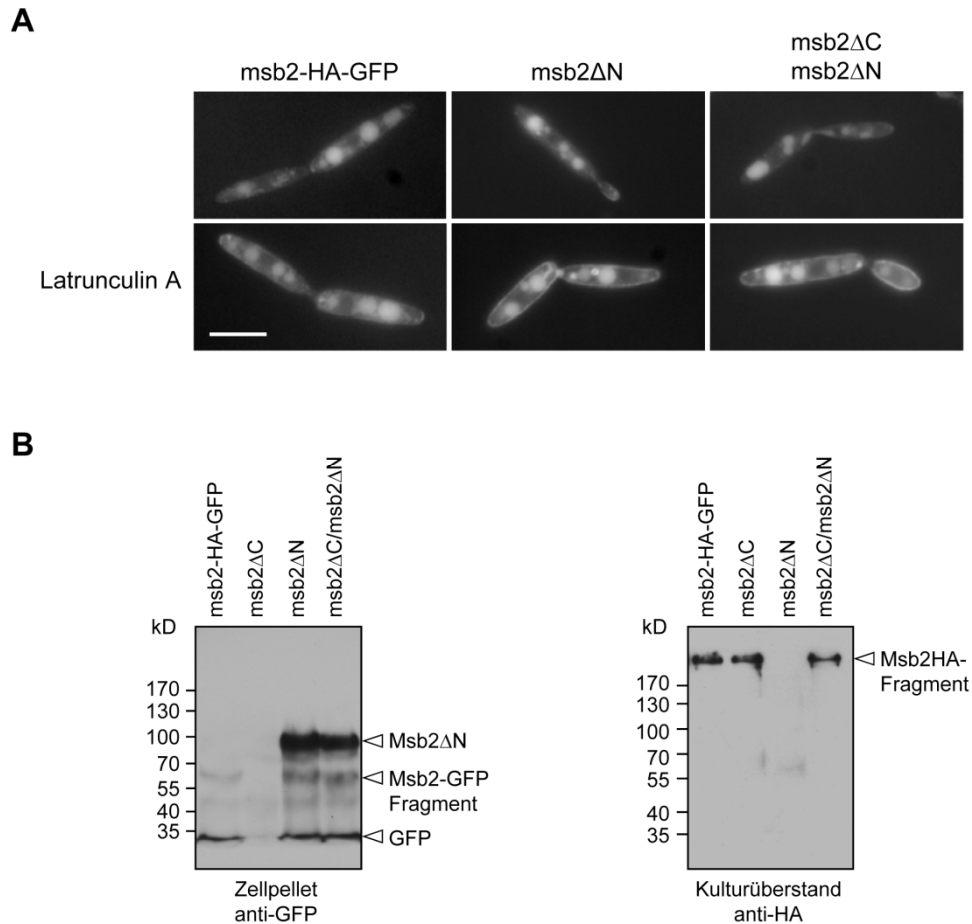 A
msb2-HA-GFP
msb2ΔN
msb2ΔC
msb2ΔN
Latrunculin A
B
msb2-HA-GFP
msb2ΔC
msb2ΔN
msb2ΔC/msb2ΔN
kD
170
130
100
70
55
40
35
Msb2ΔN
Msb2-GFP
Fragment
GFP
Zellpellet
anti-GFP
msb2-HA-GFP
msb2ΔC
msb2ΔN
msb2ΔC/msb2ΔN
kD
170
130
100
70
55
40
35
Msb2HA-
Fragment
Kulturüberstand
anti-HA